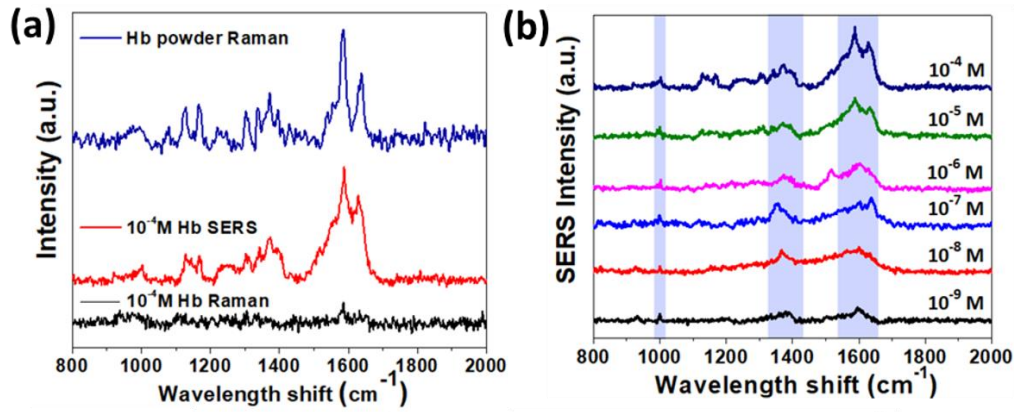 (a)
Hb powder Raman
10⁻⁴M Hb SERS
10⁻⁴M Hb Raman
Intensity (a.u.)
800 1000 1200 1400 1600 1800 2000
Wavelength shift (cm⁻¹)
(b)
10⁻⁴ M
10⁻⁵ M
10⁻⁶ M
10⁻⁷ M
10⁻⁸ M
10⁻⁹ M
SERS Intensity (a.u.)
800 1000 1200 1400 1600 1800 2000
Wavelength shift (cm⁻¹)